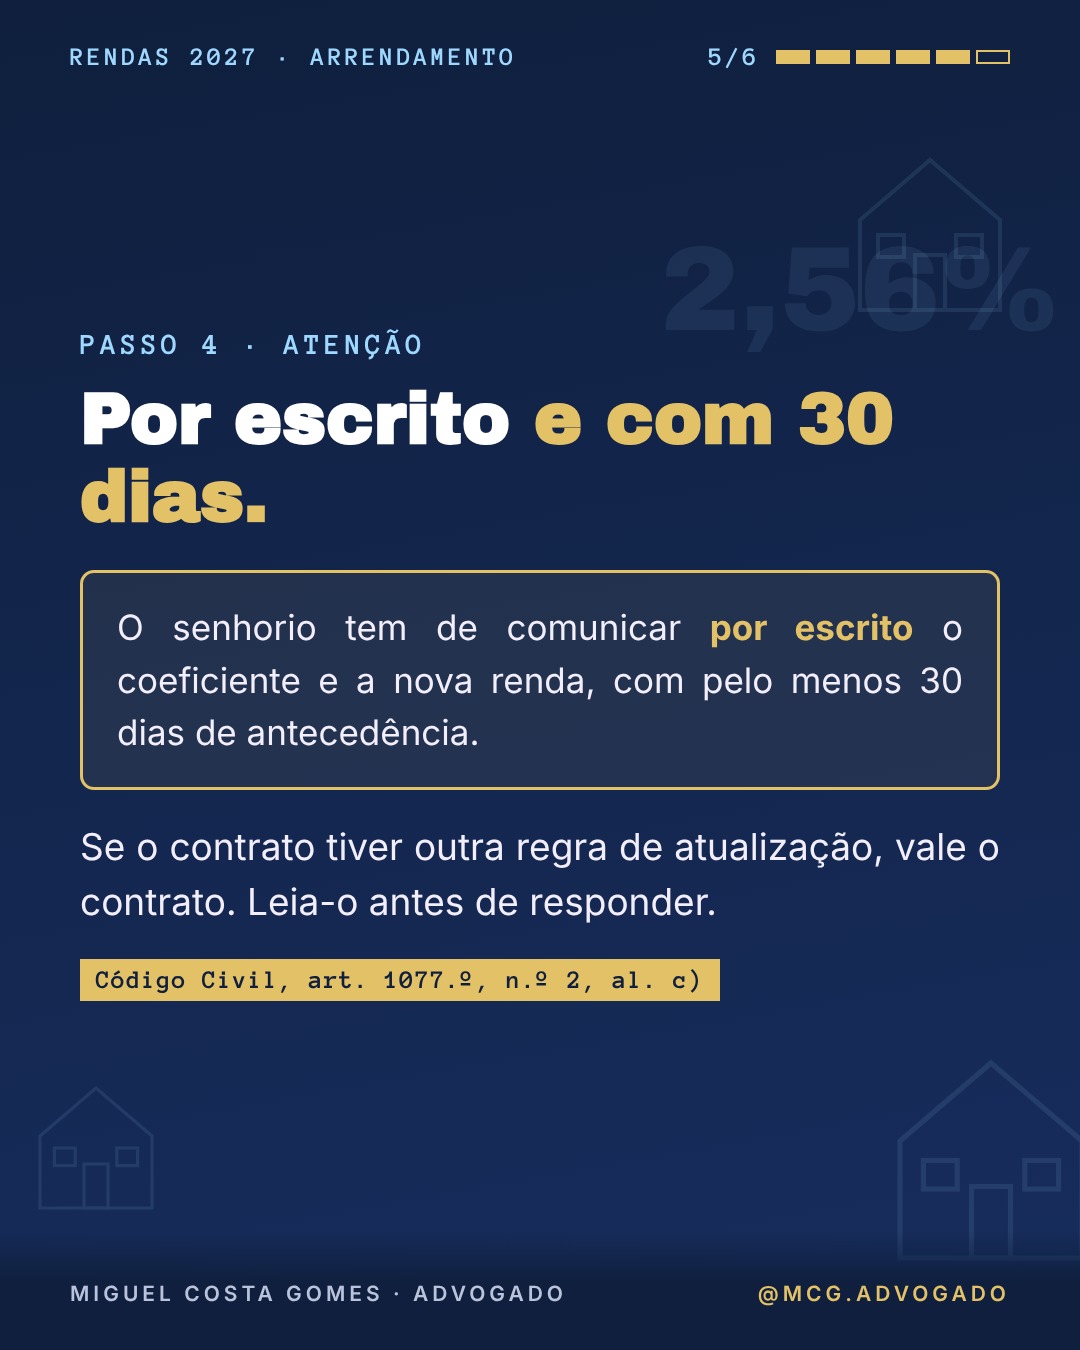 RENDAS 2027 · ARRENDAMENTO
5/6
2,56%
PASSO 4 · ATENÇÃO
Por escrito e com 30
dias.
O senhorio tem de comunicar por escrito o
coeficiente e a nova renda, com pelo menos 30
dias de antecedência.
Se o contrato tiver outra regra de atualização, vale o
contrato. Leia-o antes de responder.
Código Civil, art. 1077.º, n.º 2, al. c)
MIGUEL COSTA GOMES · ADVOGADO
@MCG.ADVOGADO